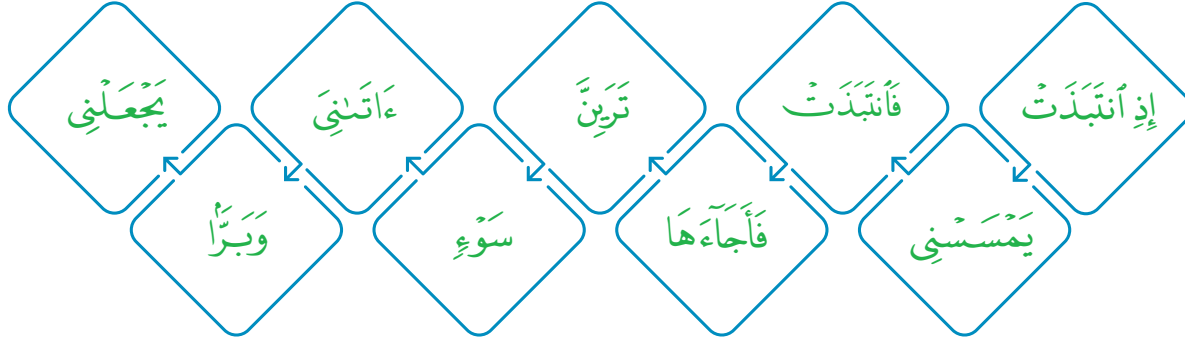 إِذِ ٱنتَبَذَتْ
يَمْسَسْنِى
فَٱنتَبَذَتْ
فَأَجَآءَهَا
تَرَيِنَّ
سَوْءٍ
ءَاتَىٰنِىَ
وَبَرًّۢا
يَجْعَلْنِى